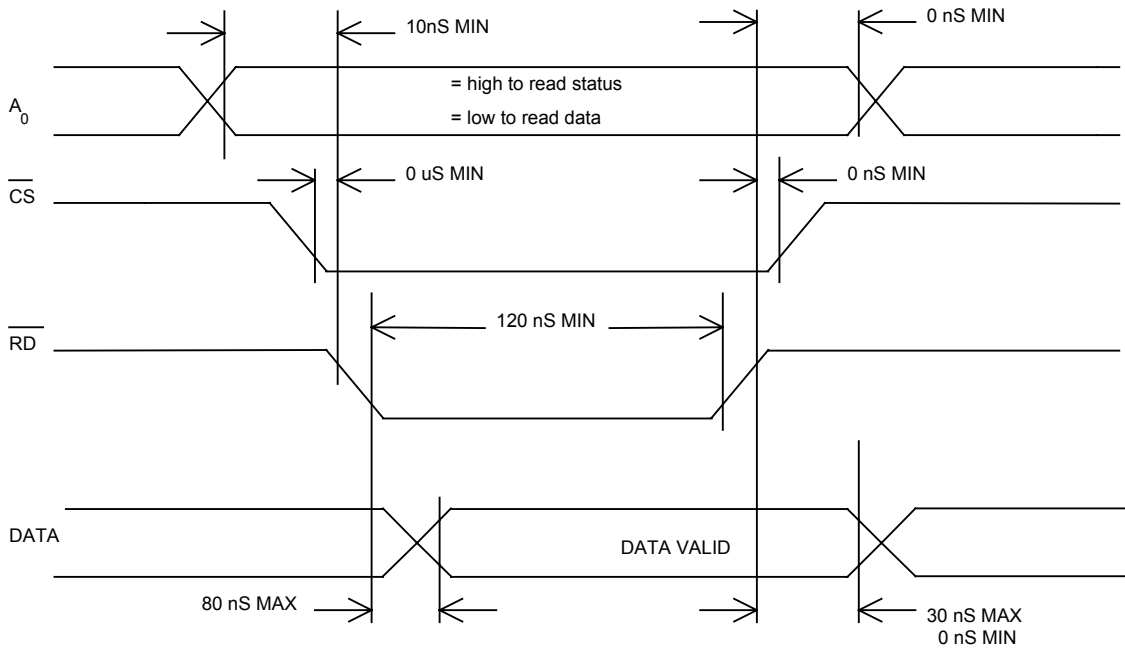 10nS MIN
0 nS MIN
A0
= high to read status
= low to read data
CS
0 uS MIN
0 nS MIN
RD
120 nS MIN
DATA
DATA VALID
80 nS MAX
30 nS MAX
0 nS MIN